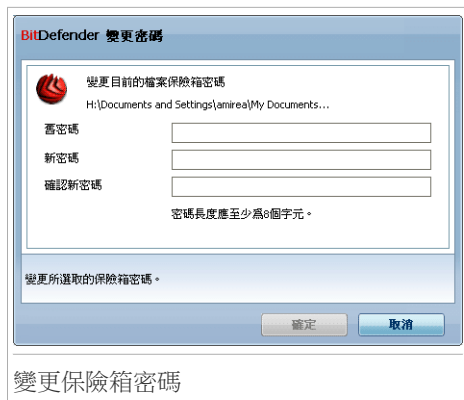 BitDefender 變更密碼
變更目前的檔案保險箱密碼
H:\Documents and Settings\amirea\My Documents...
舊密碼
新密碼
確認新密碼
密碼長度應至少爲8個字元。
變更所選取的保險箱密碼。
確定
取消
變更保險箱密碼